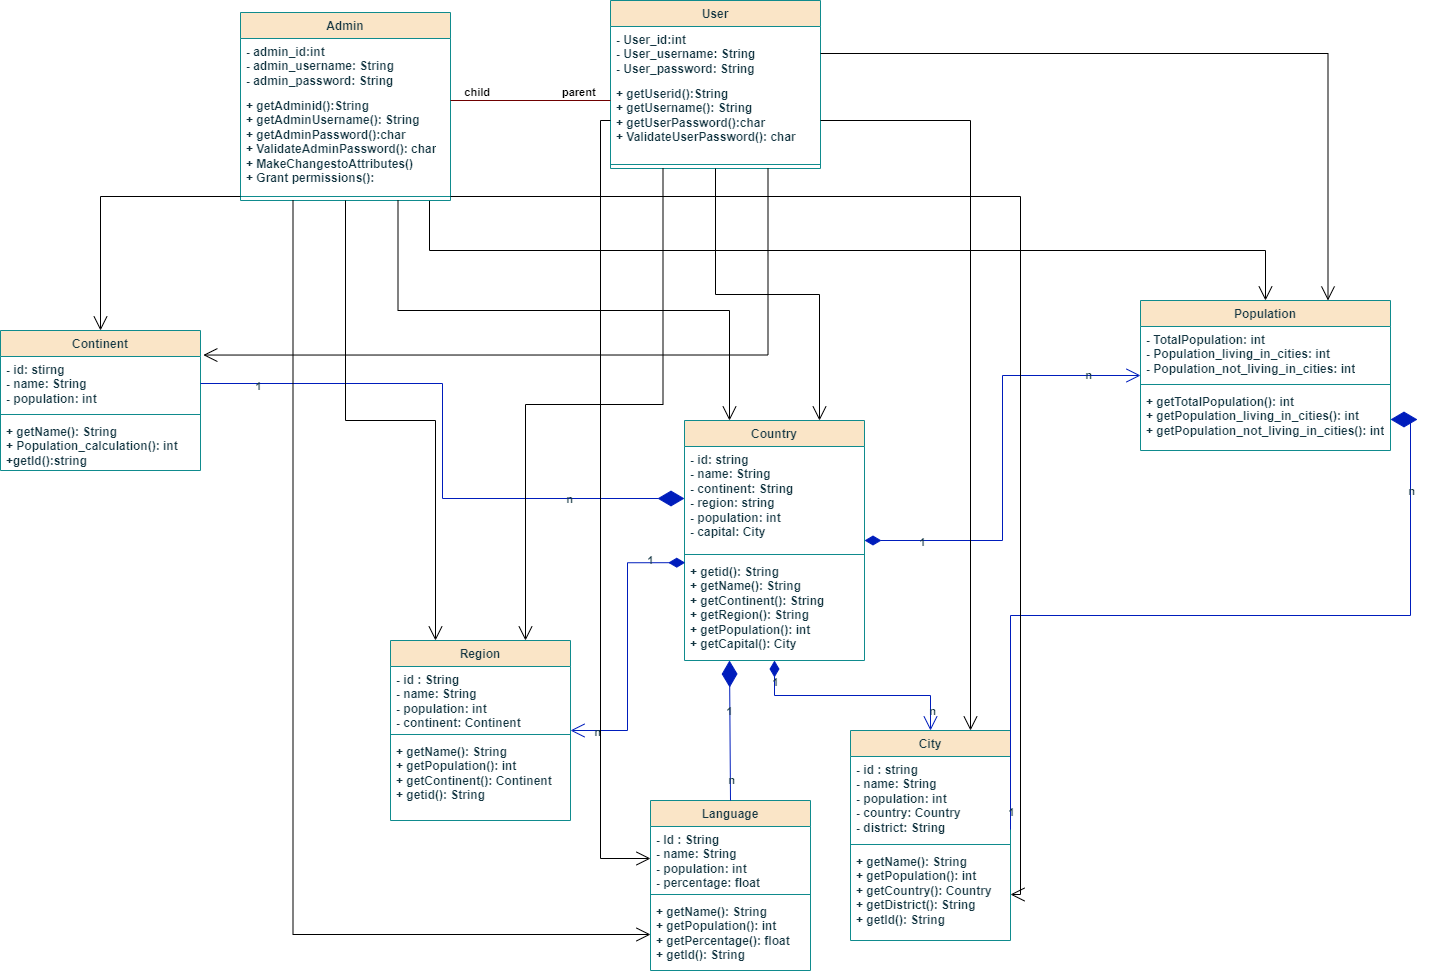 Admin
- admin_id:int
- admin_username: String
- admin_password: String
+ getAdminid():String
+ getAdminUsername(): String
+ getAdminPassword():char
+ ValidateAdminPassword(): char
+ MakeChangestoAttributes()
+ Grant permissions():
child
parent
User
- User_id:int
- User_username: String
- User_password: String
+ getUserid():String
+ getUsername(): String
+ getUserPassword():char
+ ValidateUserPassword(): char
Continent
- id: stirng
- name: String
- population: int
+ getName(): String
+ Population_calculation(): int
+getId():string
1
n
Population
- TotalPopulation: int
- Population_living_in_cities: int
- Population_not_living_in_cities: int
+ getTotalPopulation(): int
+ getPopulation_living_in_cities(): int
+ getPopulation_not_living_in_cities(): int
n
1
n
1
Country
- id: string
- name: String
- continent: String
- region: string
- population: int
- capital: City
+ getid(): String
+ getName(): String
+ getContinent(): String
+ getRegion(): String
+ getPopulation(): int
+ getCapital(): City
1
n
1
n
1
n
Region
- id : String
- name: String
- population: int
- continent: Continent
+ getName(): String
+ getPopulation(): int
+ getContinent(): Continent
+ getid(): String
Language
- Id : String
- name: String
- population: int
- percentage: float
+ getName(): String
+ getPopulation(): int
+ getPercentage(): float
+ getId(): String
City
- id : string
- name: String
- population: int
- country: Country
- district: String
+ getName(): String
+ getPopulation(): int
+ getCountry(): Country
+ getDistrict(): String
+ getId(): String